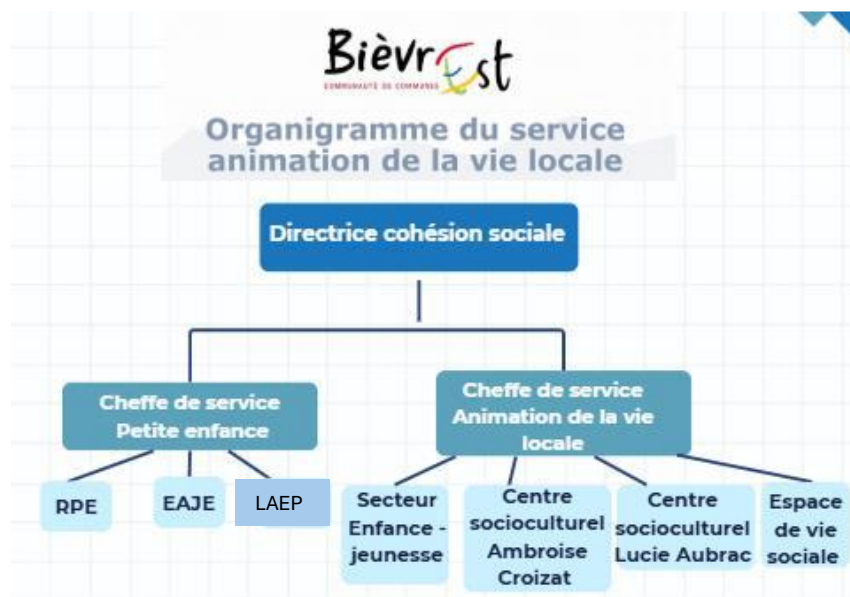 Bièvr Est
COMMUNAUTÉ DE COMMUNES
Organigramme du service
animation de la vie locale
Directrice cohésion sociale
Cheffe de service
Petite enfance
Cheffe de service
Animation de la vie
locale
RPE
EAJE
LAEP
Secteur
Enfance -
jeunesse
Centre
socioculturel
Ambroise
Croizat
Centre
socioculturel
Lucie Aubrac
Espace
de vie
sociale